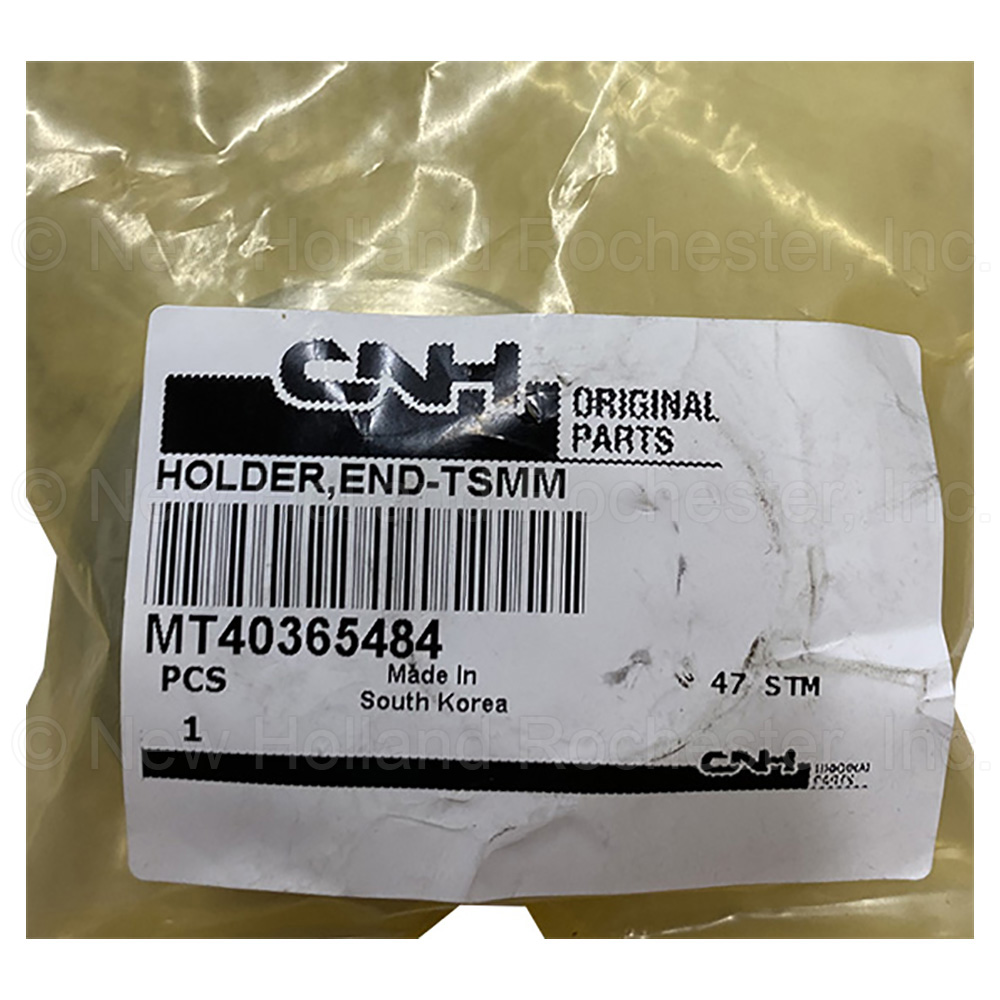 © New Holland Rochester, Inc.
CNH
ORIGINAL
PARTS
HOLDER,END-TSMM
© New Holland Rochester, Inc.
MT40365484
PCS
Made In
South Korea
47 STM
1
© New Holland Rochester, Inc.
CNH
PARTS